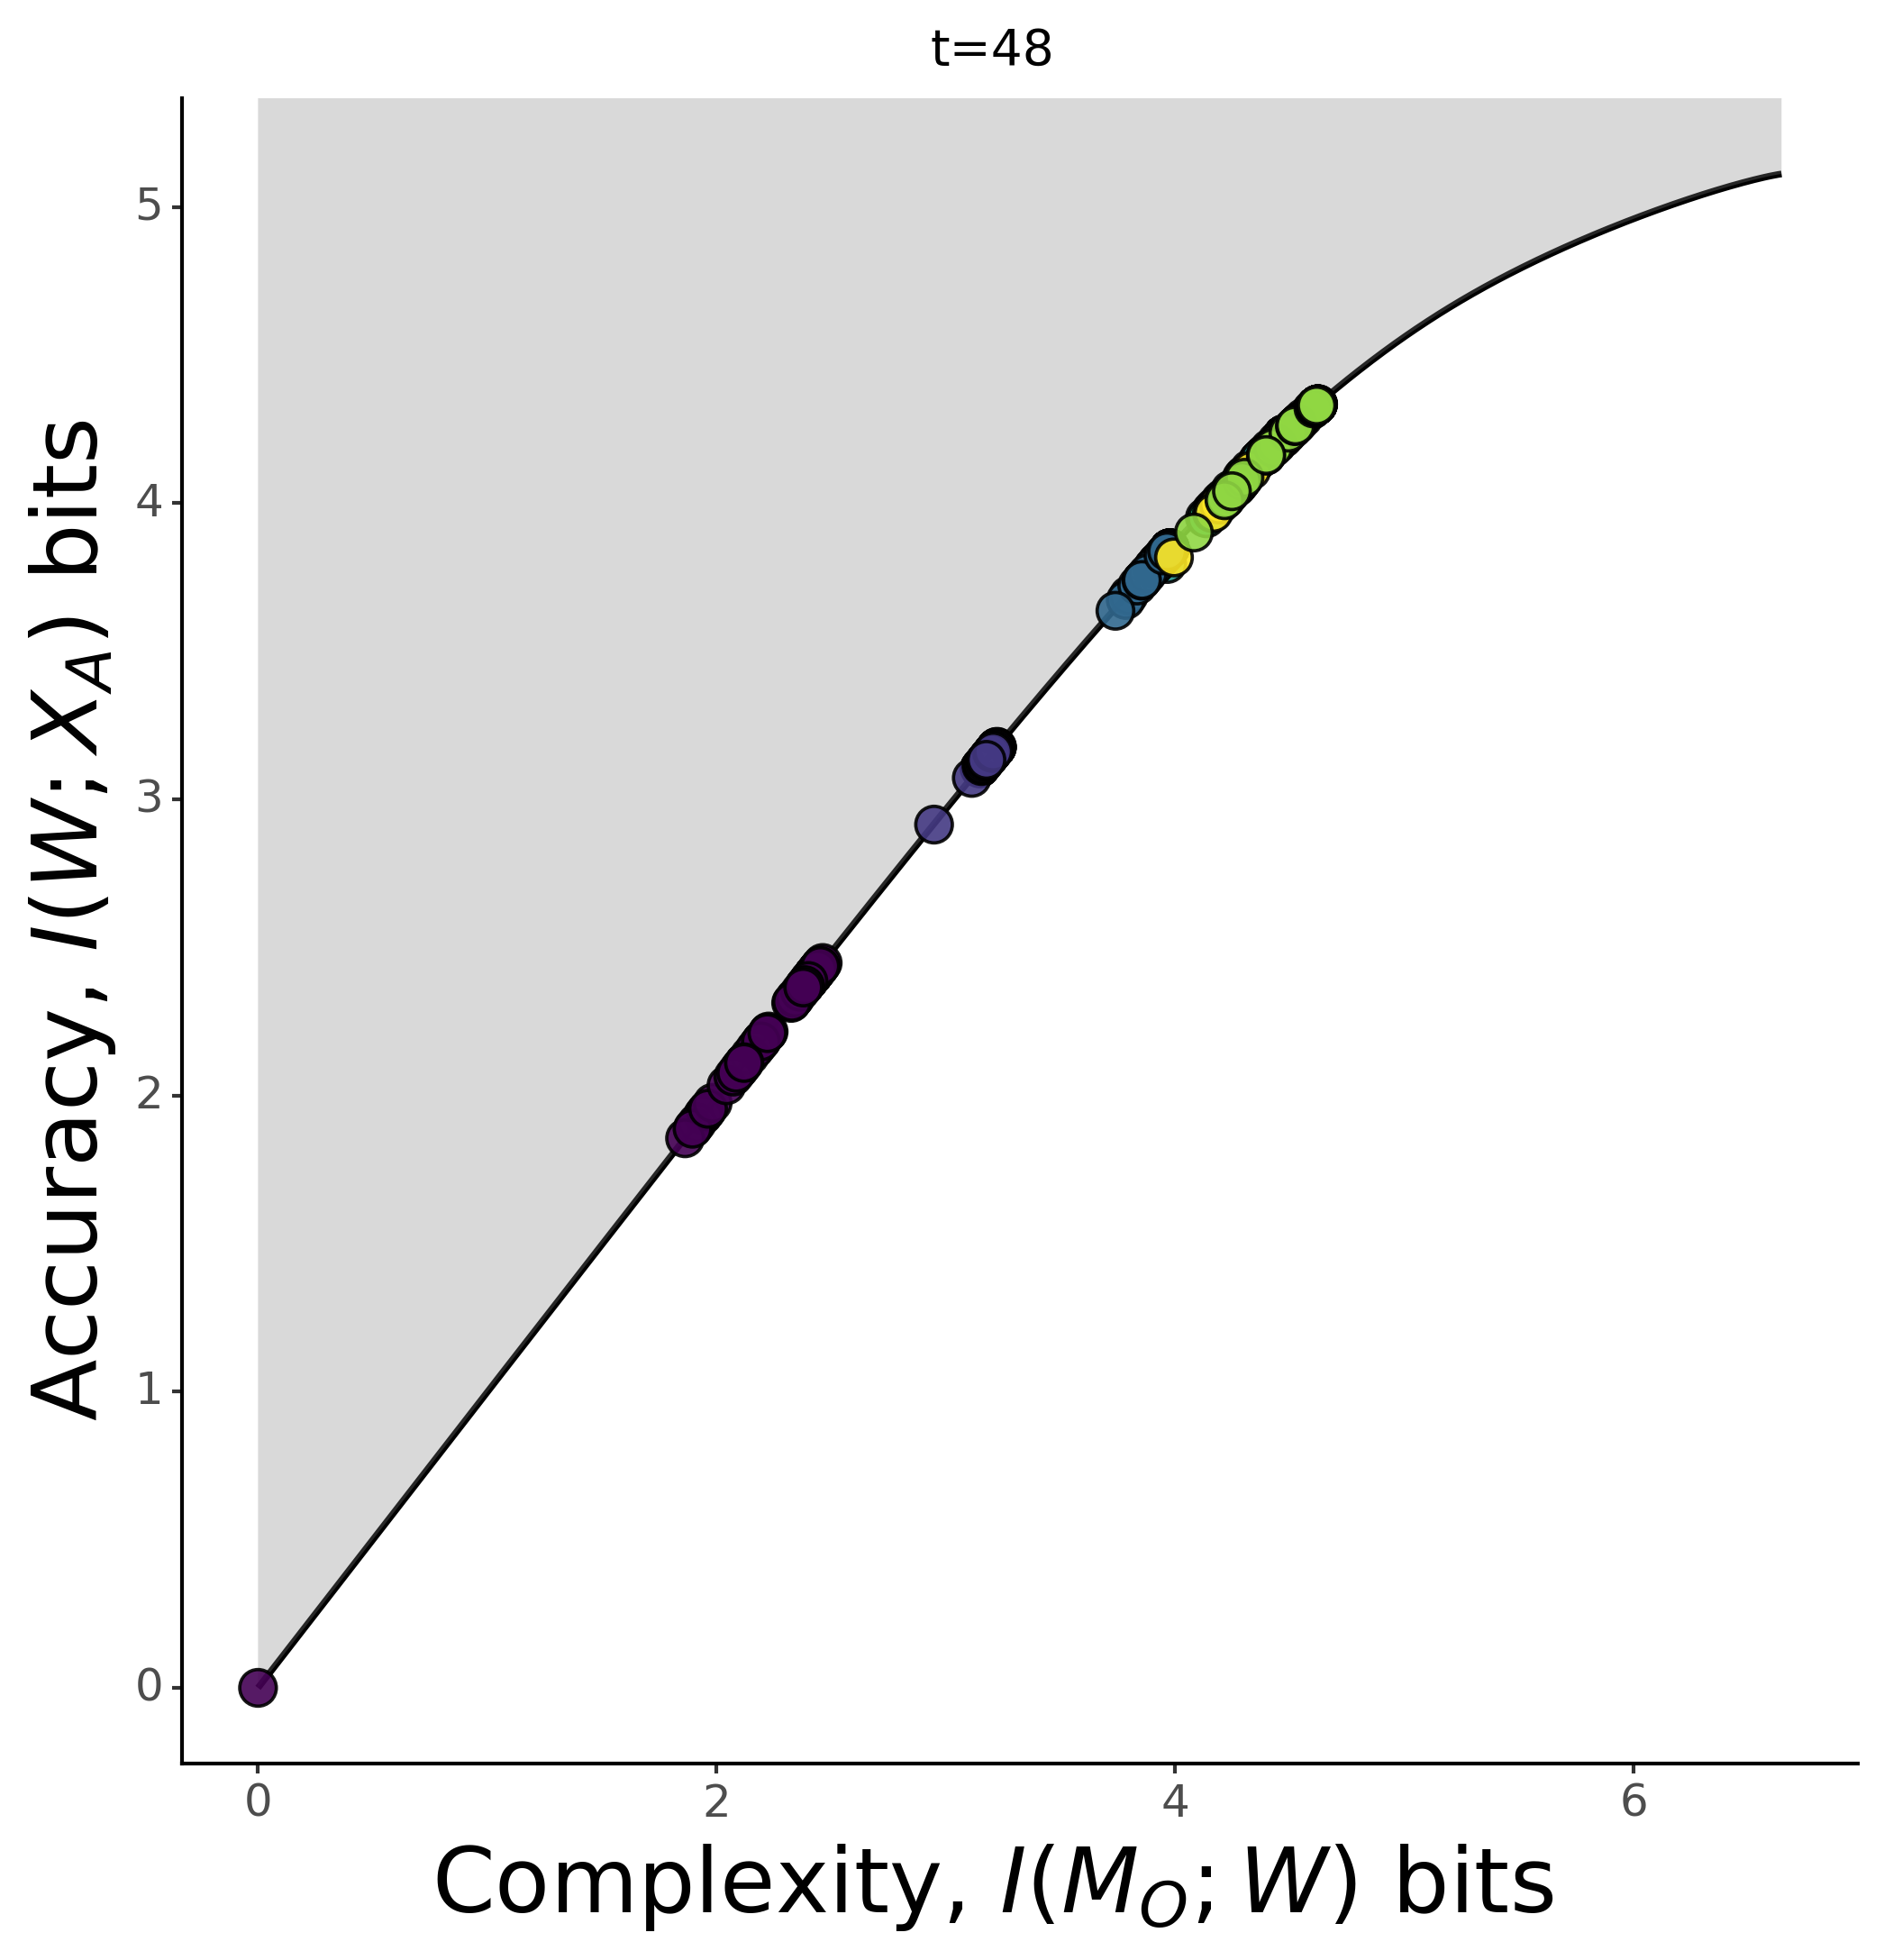 t=48
Accuracy, I(W; X_A) bits
5
4
3
2
1
0
0 2 4 6
Complexity, I(M_O; W) bits